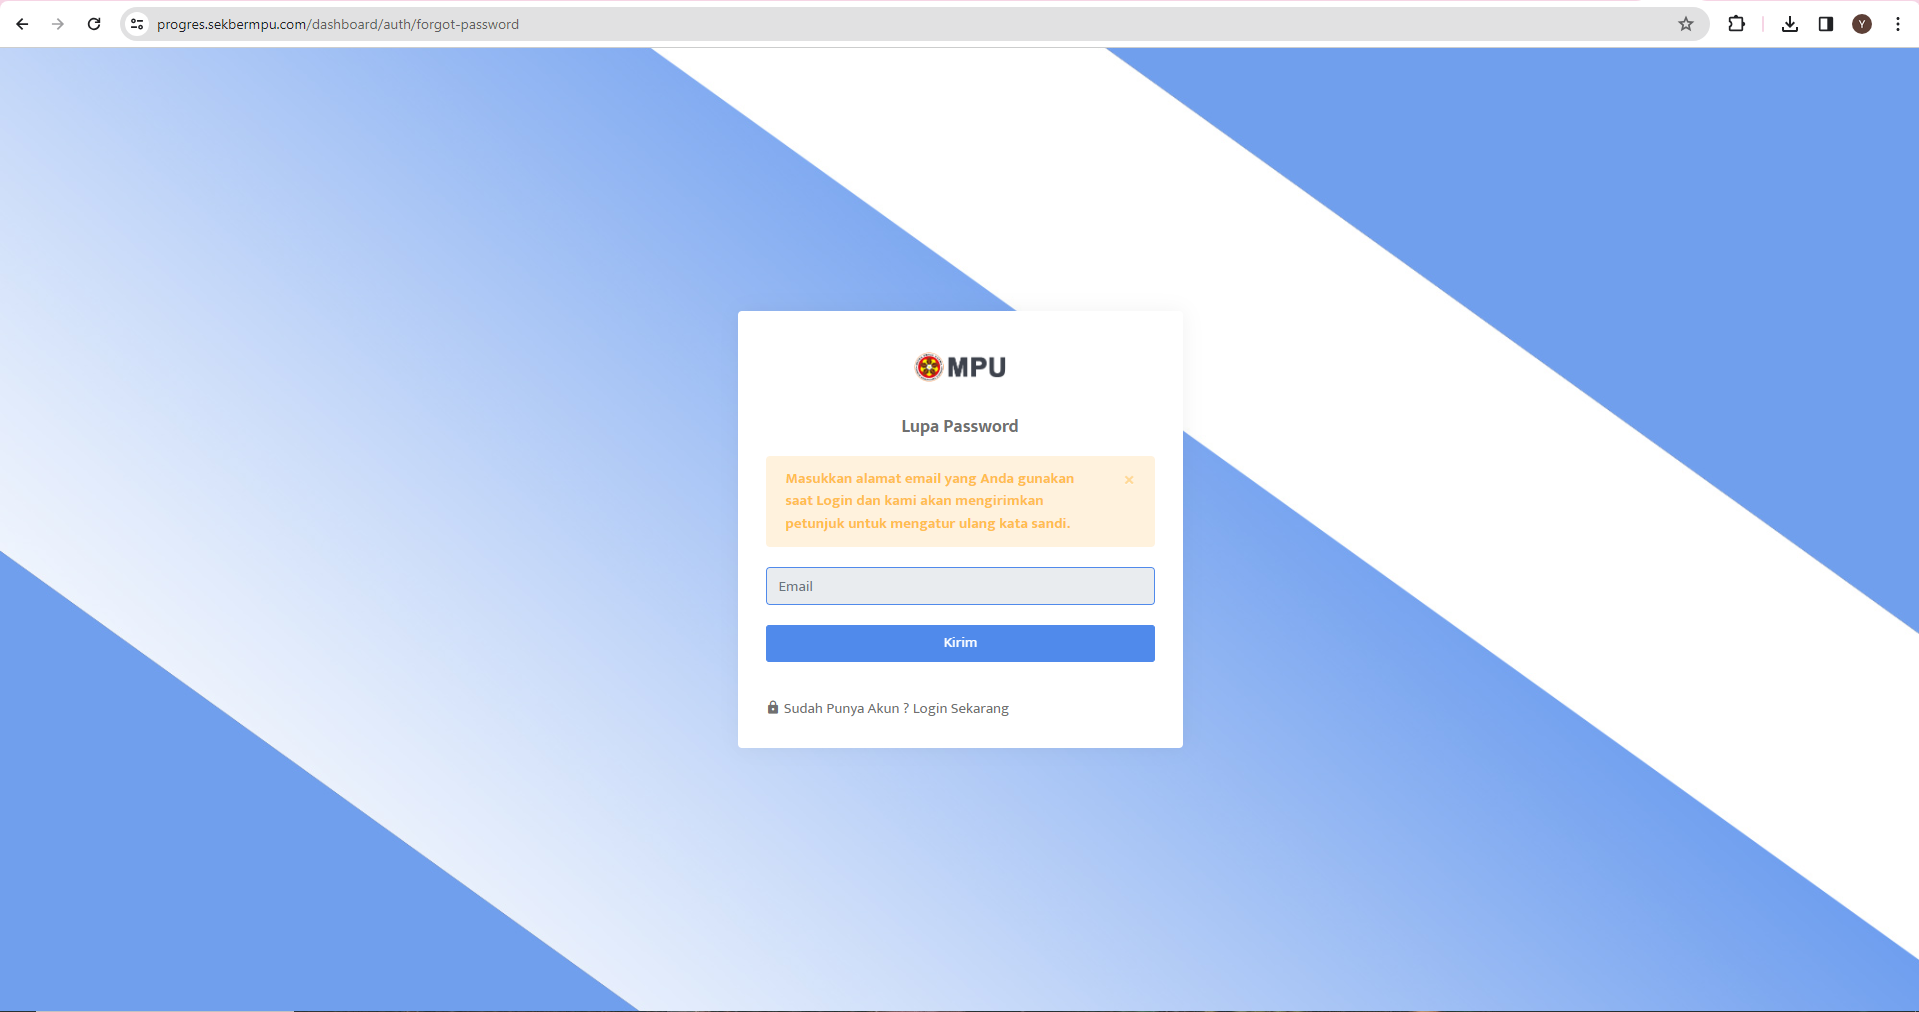 progres.sekbermpu.com/dashboard/auth/forgot-password
Y
MPU
Lupa Password
Masukkan alamat email yang Anda gunakan
saat Login dan kami akan mengirimkan
petunjuk untuk mengatur ulang kata sandi.
×
Email
Kirim
Sudah Punya Akun ? Login Sekarang